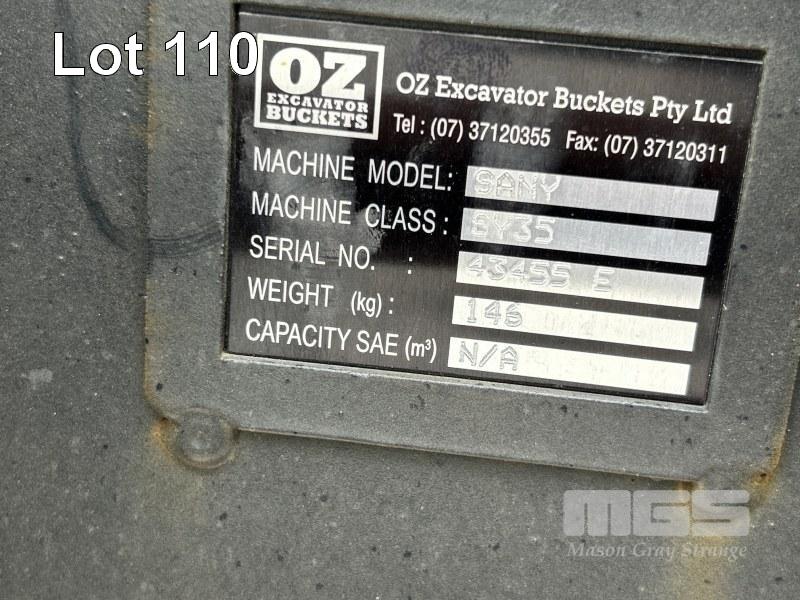 Lot 110
OZ
EXCAVATOR
BUCKETS
OZ Excavator Buckets Pty Ltd
Tel : (07) 37120355 Fax: (07) 37120311
MACHINE MODEL: SANY
MACHINE CLASS : SY35
SERIAL NO. : 43455 E
WEIGHT (kg) : 146
CAPACITY SAE (m³) N/A
MGS
Mason Gray Strange